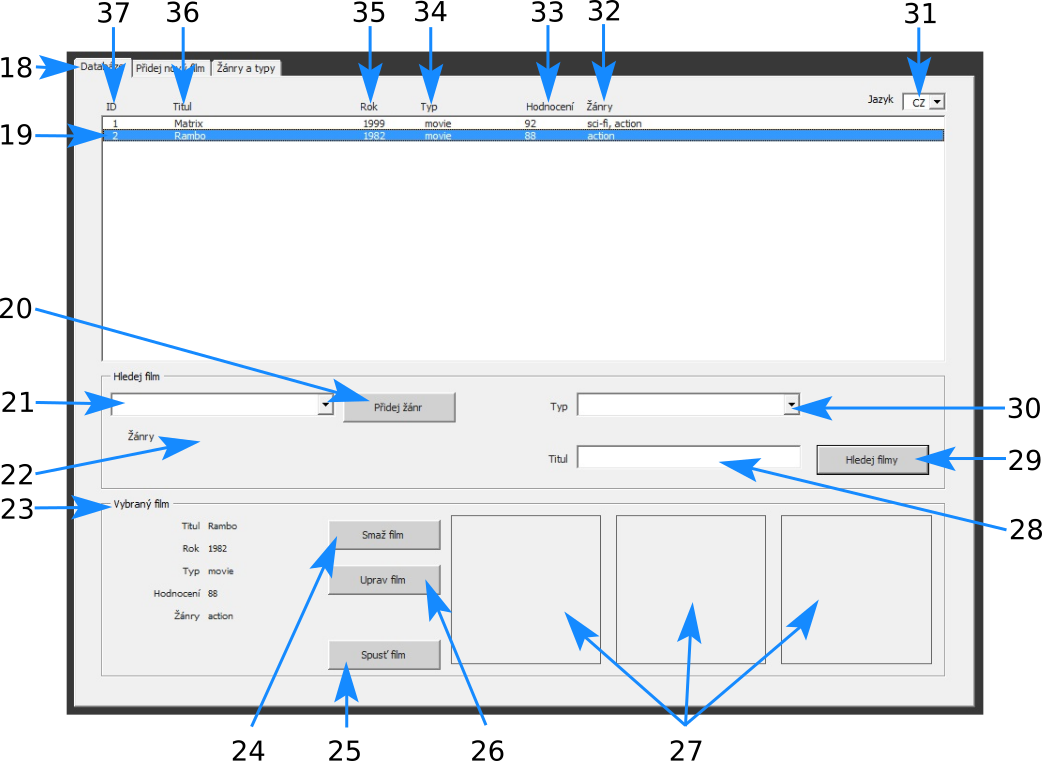 37 36 35 34 33 32 31
18 Databáze Přidej nový film Žánry a typy
ID Titul Rok Typ Hodnocení Žánry Jazyk CZ
1 Matrix 1999 movie 92 sci-fi, action
19 2 Rambo 1982 movie 88 action
20
Hledej film
21 Přidej žánr Typ 30
Žánry
22 Titul Hledej filmy 29
23 Vybraný film
Titul Rambo Smaž film 28
Rok 1982
Typ movie Uprav film
Hodnocení 88
Žánry action
Spusť film
24 25 26 27